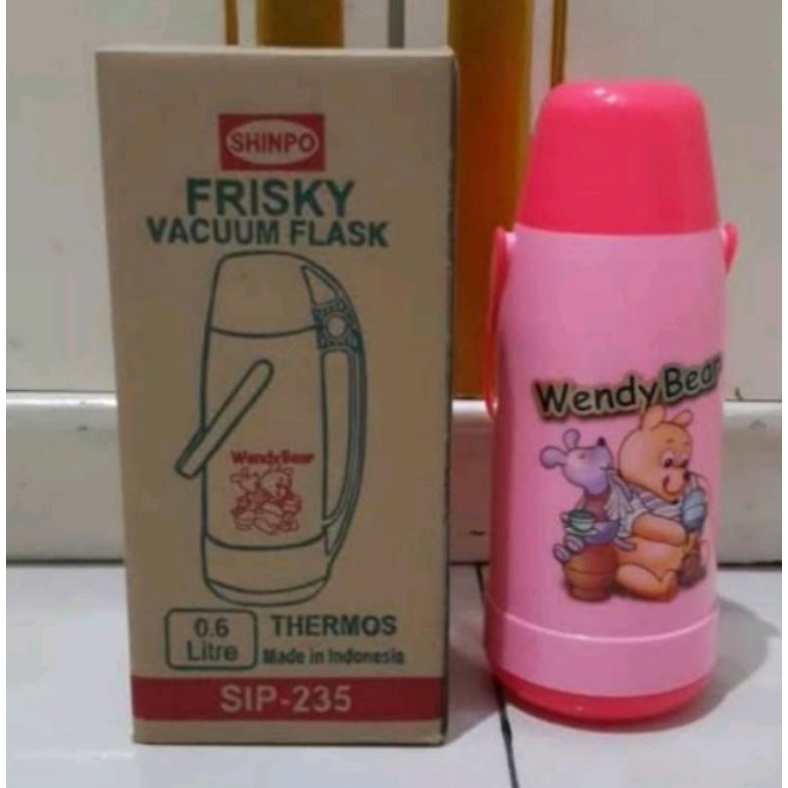 SHINPO
FRISKY
VACUUM FLASK
WendyBear
0.6
Litre
THERMOS
Made in Indonesia
SIP-235
Wendy Bear